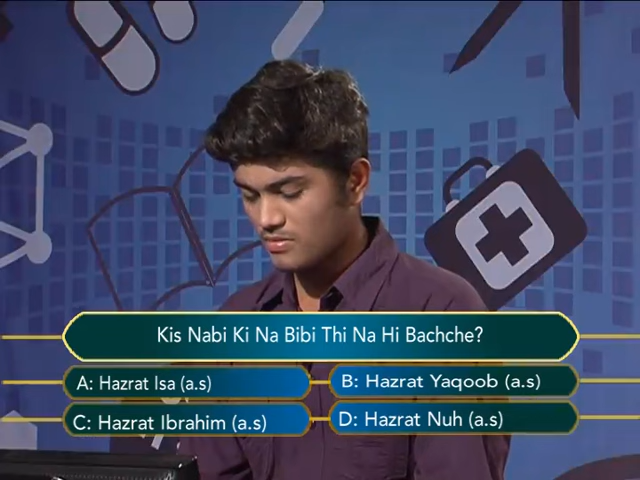 Kis Nabi Ki Na Bibi Thi Na Hi Bachche?
A: Hazrat Isa (a.s)
B: Hazrat Yaqoob (a.s)
C: Hazrat Ibrahim (a.s)
D: Hazrat Nuh (a.s)